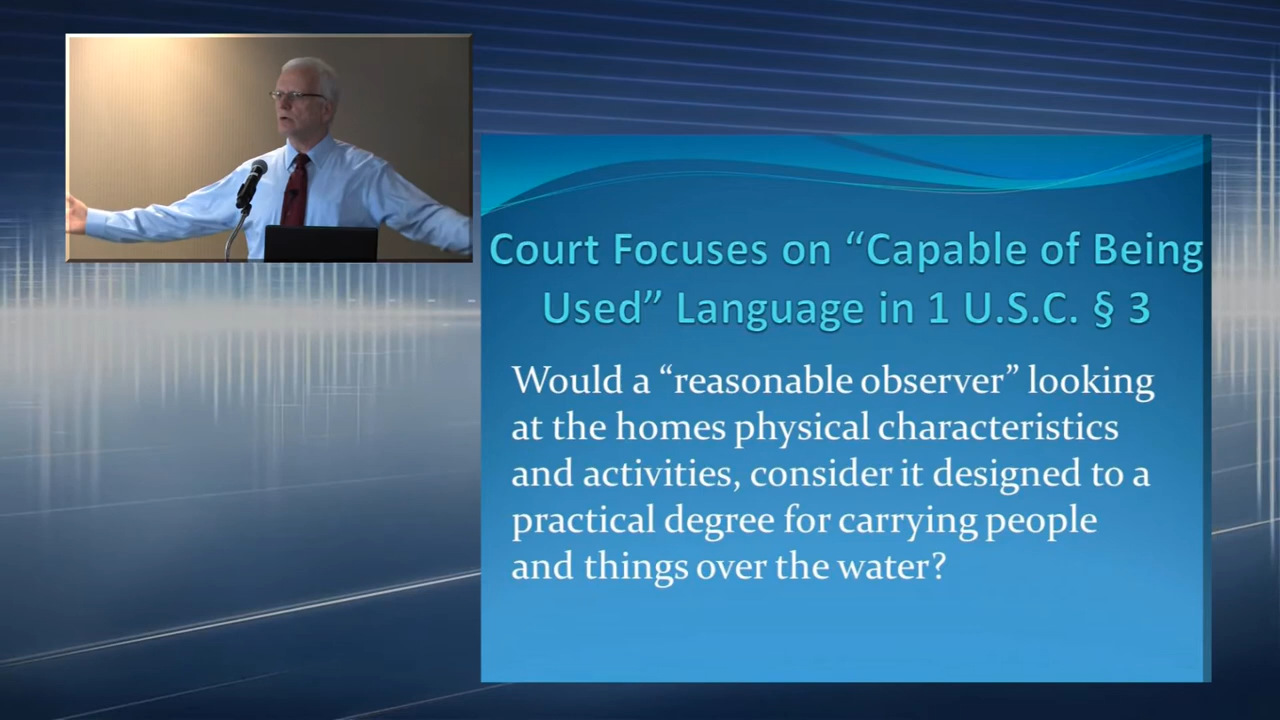 Court Focuses on “Capable of Being
Used” Language in 1 U.S.C. § 3
Would a “reasonable observer” looking
at the homes physical characteristics
and activities, consider it designed to a
practical degree for carrying people
and things over the water?